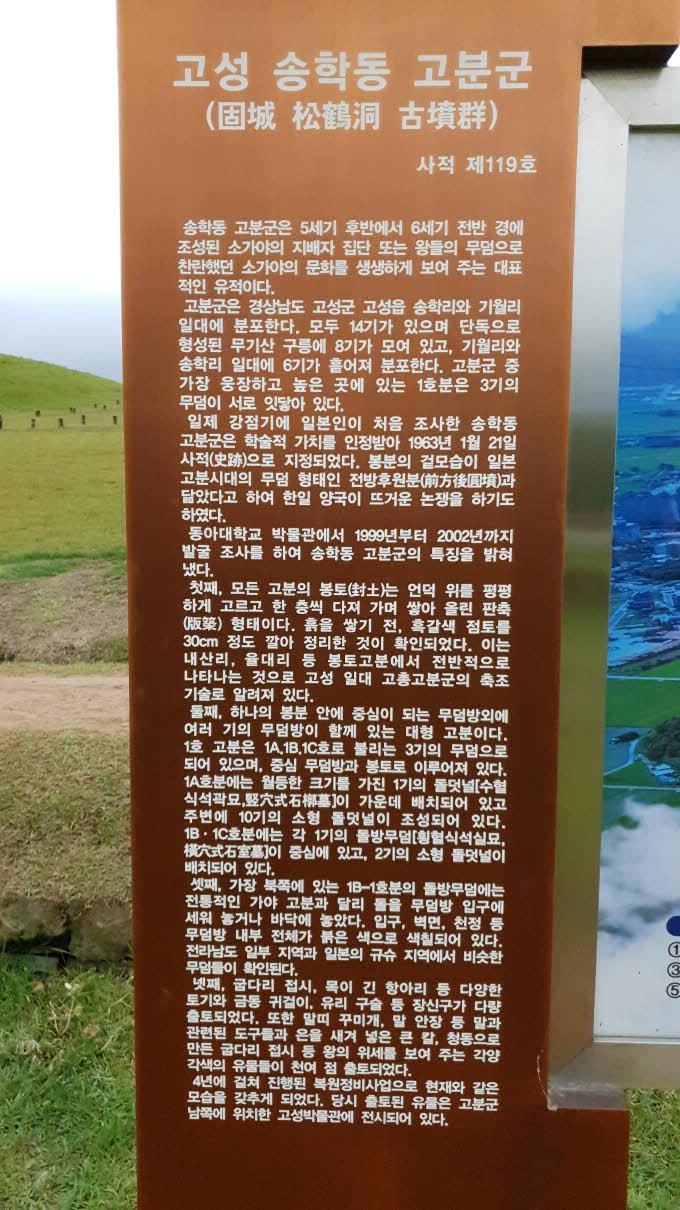 고성 송학동 고분군
(固城 松鶴洞 古墳群)
사적 제119호
송학동 고분군은 5세기 후반에서 6세기 전반 경에
조성된 소가야의 지배자 집단 또는 왕들의 무덤으로
찬란했던 소가야의 문화를 생생하게 보여 주는 대표
적인 유적이다.
고분군은 경상남도 고성군 고성읍 송학리와 기월리
일대에 분포한다. 모두 14기가 있으며 단독으로
형성된 무기산 구릉에 8기가 모여 있고, 기월리와
송학리 일대에 6기가 흩어져 분포한다. 고분군 중
가장 웅장하고 높은 곳에 있는 1호분은 3기의
무덤이 서로 잇닿아 있다.
일제 강점기에 일본인이 처음 조사한 송학동
고분군은 학술적 가치를 인정받아 1963년 1월 21일
사적(史跡)으로 지정되었다. 봉분의 겉모습이 일본
고분시대의 무덤 형태인 전방후원분(前方後圓墳)과
닮았다고 하여 한일 양국이 뜨거운 논쟁을 하기도
하였다.
동아대학교 박물관에서 1999년부터 2002년까지
발굴 조사를 하여 송학동 고분군의 특징을 밝혀
냈다.
첫째, 모든 고분의 봉토(封土)는 언덕 위를 평평
하게 고르고 한 층씩 다져 가며 쌓아 올린 판축
(版築) 형태이다. 흙을 쌓기 전, 흑갈색 점토를
30cm 정도 깔아 정리한 것이 확인되었다. 이는
내산리, 율대리 등 봉토고분에서 전반적으로
나타나는 것으로 고성 일대 고총고분군의 축조
기술로 알려져 있다.
둘째, 하나의 봉분 안에 중심이 되는 무덤방외에
여러 기의 무덤방이 함께 있는 대형 고분이다.
1호 고분은 1A,1B,1C호로 불리는 3기의 무덤으로
되어 있으며, 중심 무덤방과 봉토로 이루어져 있다.
1A호분에는 월등한 크기를 가진 1기의 돌덧널[수혈
식석곽묘,竪穴式石槨墓]이 가운데 배치되어 있고
주변에 10기의 소형 돌덧널이 조성되어 있다.
1B·1C호분에는 각 1기의 돌방무덤[횡혈식석실묘,
橫穴式石室墓]이 중심에 있고, 2기의 소형 돌덧널이
배치되어 있다.
셋째, 가장 북쪽에 있는 1B-1호분의 돌방무덤에는
전통적인 가야 고분과 달리 돌을 무덤방 입구에
세워 놓거나 바닥에 놓았다. 입구, 벽면, 천정 등
무덤방 내부 전체가 붉은 색으로 색칠되어 있다.
전라남도 일부 지역과 일본의 규슈 지역에서 비슷한
무덤들이 확인된다.
넷째, 굽다리 접시, 목이 긴 항아리 등 다양한
토기와 금동 귀걸이, 유리 구슬 등 장신구가 다량
출토되었다. 또한 말띠 꾸미개, 말 안장 등 말과
관련된 도구들과 은을 새겨 넣은 큰 칼, 청동으로
만든 굽다리 접시 등 왕의 위세를 보여 주는 각양
각색의 유물들이 천여 점 출토되었다.
4년에 걸쳐 진행된 복원정비사업으로 현재와 같은
모습을 갖추게 되었다. 당시 출토된 유물은 고분군
남쪽에 위치한 고성박물관에 전시되어 있다.
①
③
⑤